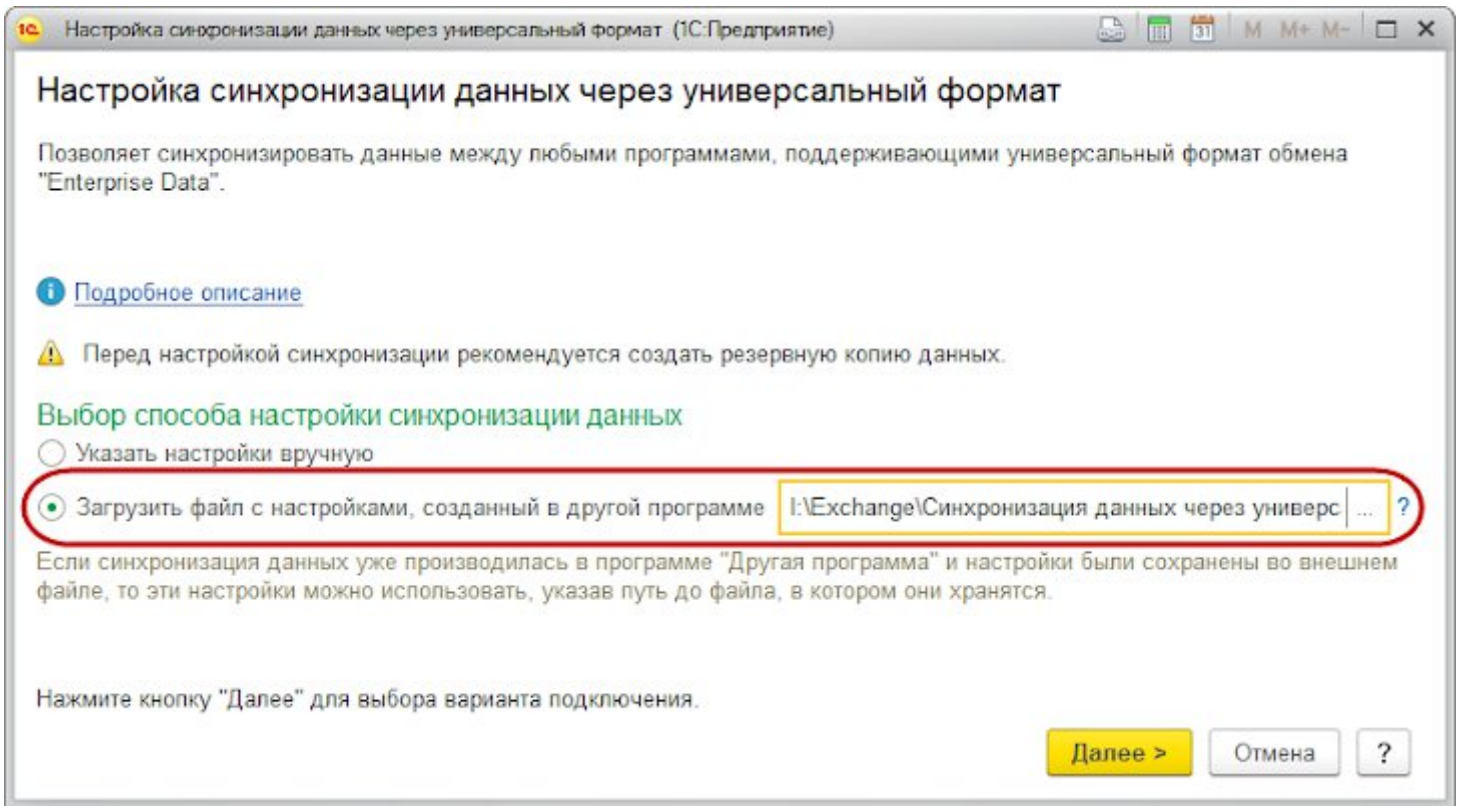 1С Настройка синхронизации данных через универсальный формат (1С:Предприятие) 31 M M+ M-
Настройка синхронизации данных через универсальный формат
Позволяет синхронизировать данные между любыми программами, поддерживающими универсальный формат обмена
"Enterprise Data".
i Подробное описание
Перед настройкой синхронизации рекомендуется создать резервную копию данных.
Выбор способа настройки синхронизации данных
Указать настройки вручную
Загрузить файл с настройками, созданный в другой программе I:\Exchange\Синхронизация данных через универс ... ?
Если синхронизация данных уже производилась в программе "Другая программа" и настройки были сохранены во внешнем
файле, то эти настройки можно использовать, указав путь до файла, в котором они хранятся.
Нажмите кнопку "Далее" для выбора варианта подключения.
Далее > Отмена ?